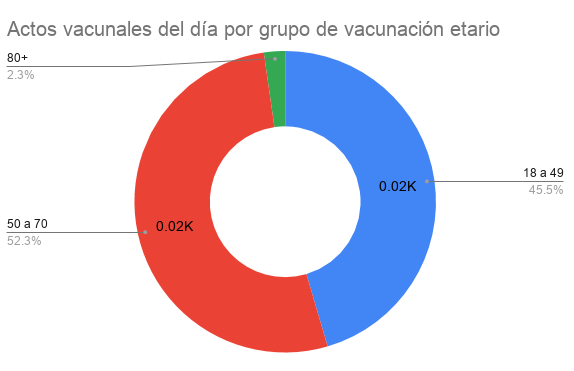 Actos vacunales del día por grupo de vacunación etario
80+
2.3%
18 a 49
45.5%
0.02K
50 a 70
52.3%
0.02K